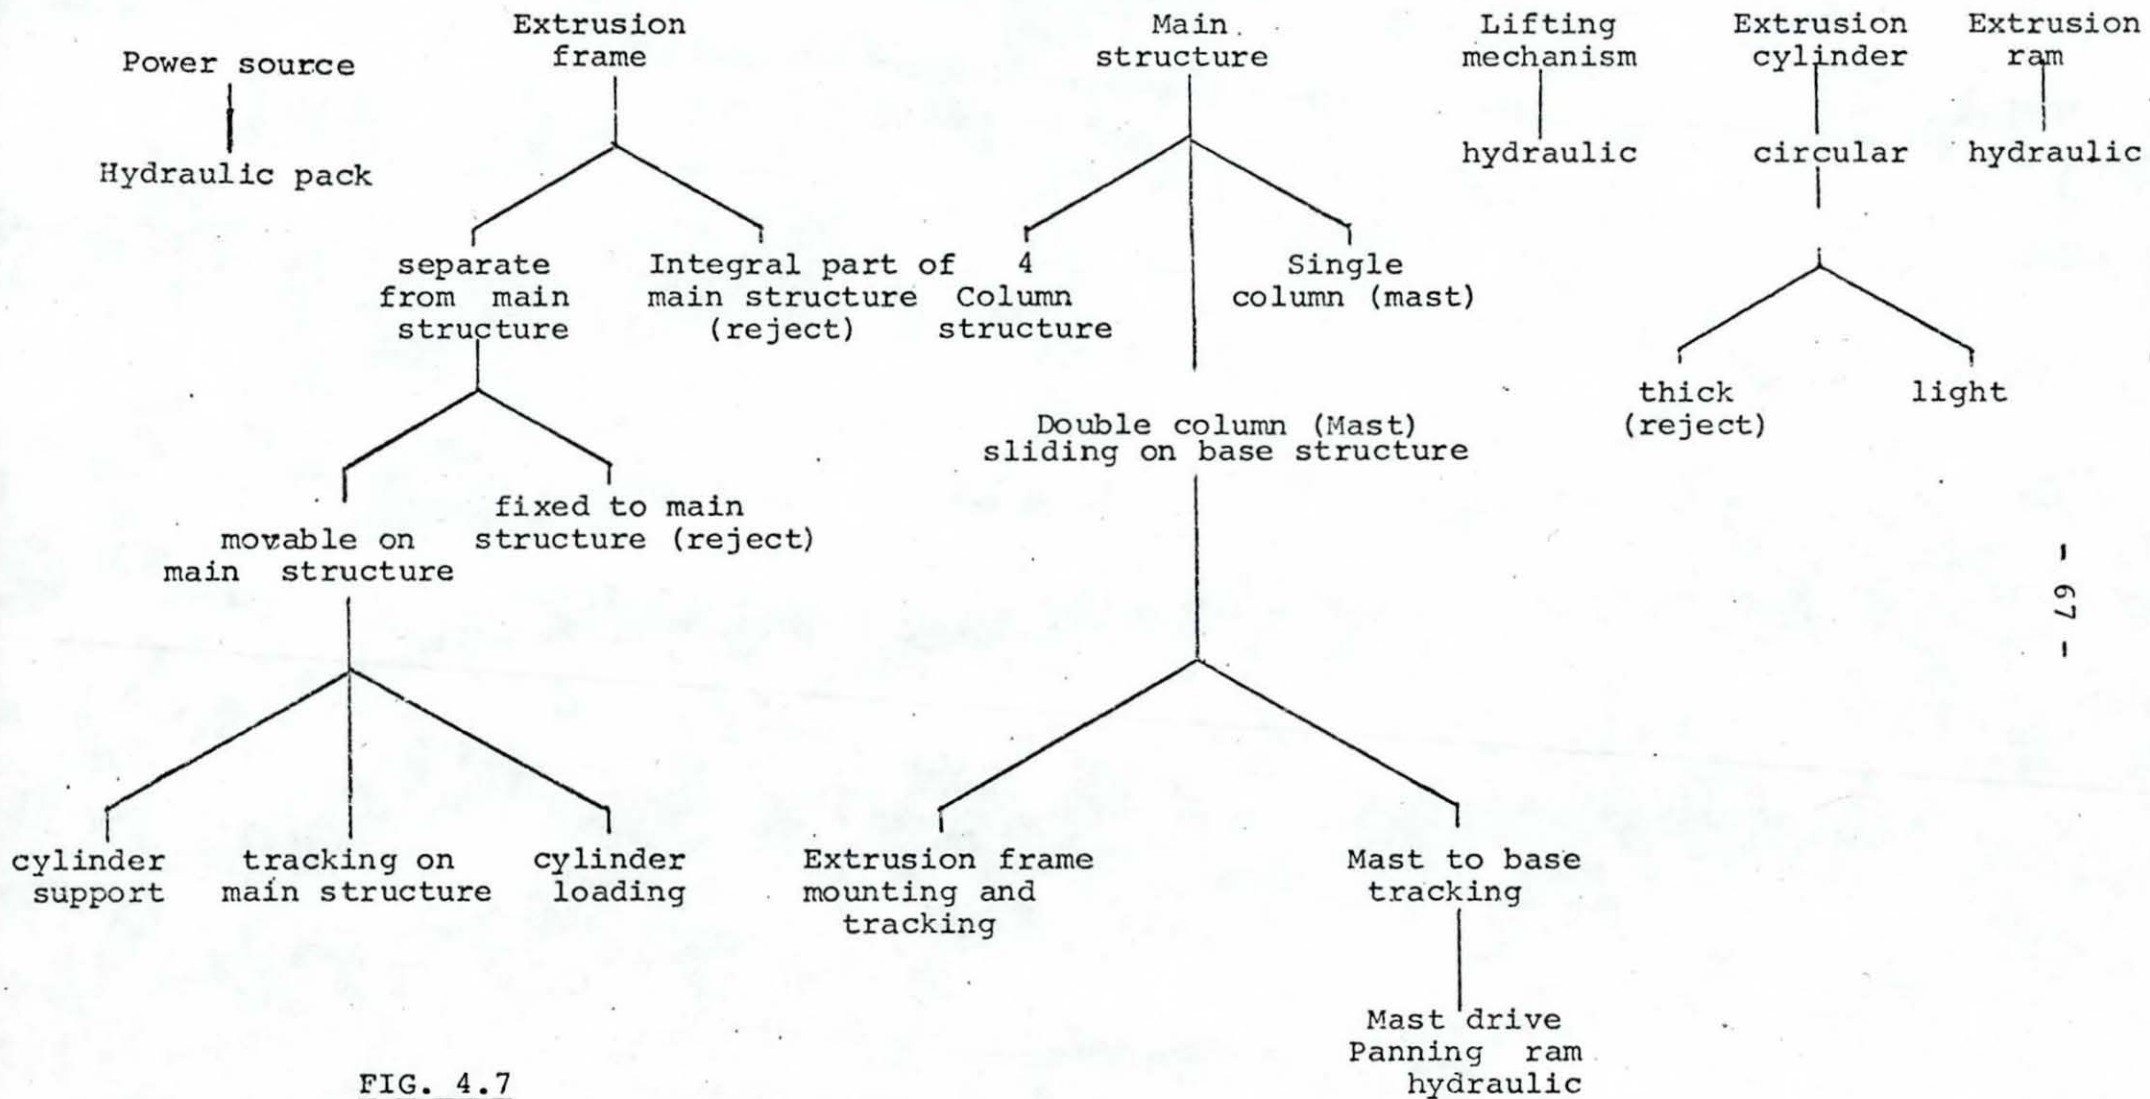 Power source
Hydraulic pack
Extrusion
frame
separate
from main
structure
Integral part of
main structure
(reject)
movable on
main structure
fixed to main
structure (reject)
cylinder
support
tracking on
main structure
cylinder
loading
Main
structure
4
Column
structure
Single
column (mast)
Double column (Mast)
sliding on base structure
Extrusion frame
mounting and
tracking
Mast to base
tracking
Mast drive
Panning ram
hydraulic
Lifting
mechanism
hydraulic
Extrusion
cylinder
circular
thick
(reject)
light
Extrusion
ram
hydraulic
- 67 -
FIG. 4.7